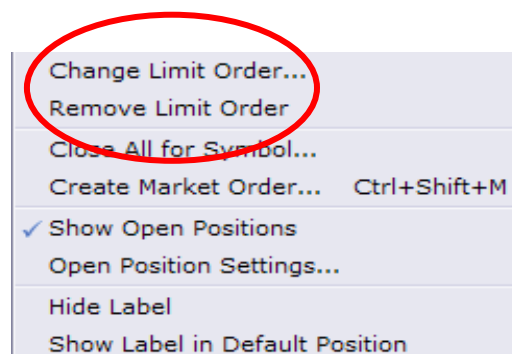 Change Limit Order...
Remove Limit Order
Close All for Symbol...
Create Market Order... Ctrl+Shift+M
Show Open Positions
Open Position Settings...
Hide Label
Show Label in Default Position